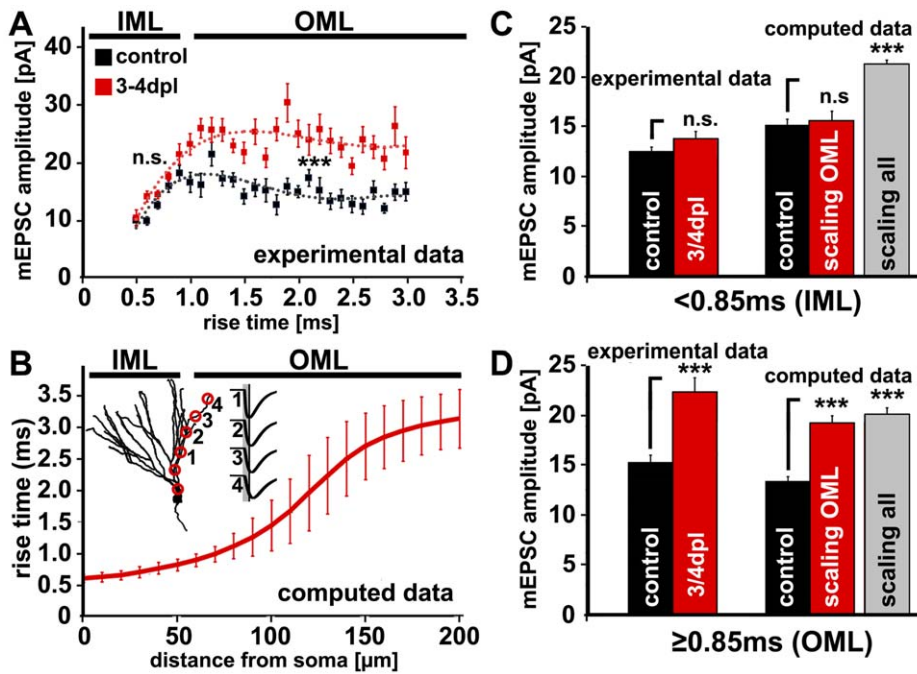 A
IML
OML
control
3-4dpl
mEPSC amplitude [pA]
40
30
20
10
0
n.s.
***
experimental data
0.0
0.5
1.0
1.5
2.0
2.5
3.0
3.5
rise time [ms]
B
IML
OML
rise time (ms)
3.5
3.0
2.5
2.0
1.5
1.0
0.5
0
4
3
2
1
1
2
3
4
computed data
0
50
100
150
200
distance from soma [µm]
C
computed data
***
experimental data
n.s.
n.s
mEPSC amplitude [pA]
25
20
15
10
5
0
control
3/4dpl
control
scaling OML
scaling all
<0.85ms (IML)
D
experimental data
***
computed data
***
***
mEPSC amplitude [pA]
25
20
15
10
5
0
control
3/4dpl
control
scaling OML
scaling all
≥0.85ms (OML)